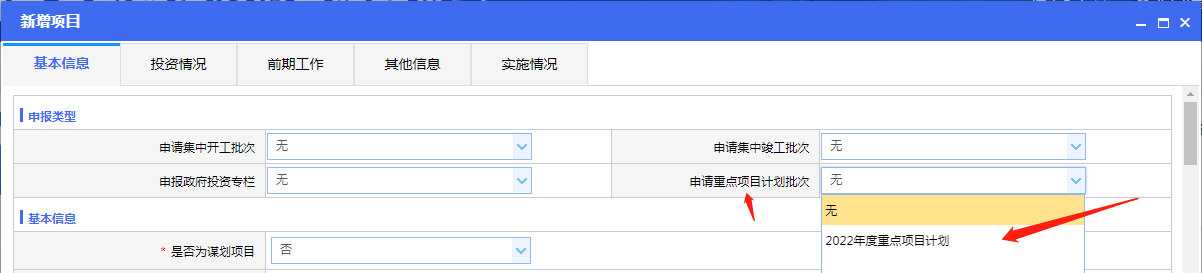 新增项目
基本信息 投资情况 前期工作 其他信息 实施情况
申报类型
申请集中开工批次 无 申请集中竣工批次 无
申报政府投资专栏 无 申请重点项目计划批次 无
无
基本信息
2022年度重点项目计划
* 是否为谋划项目 否